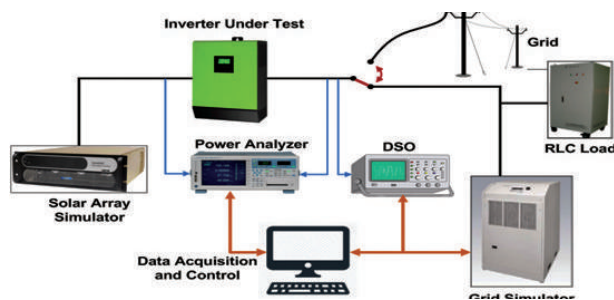 Inverter Under Test
Grid
Power Analyzer
DSO
RLC Load
Solar Array
Simulator
Data Acquisition
and Control
Grid Simulator